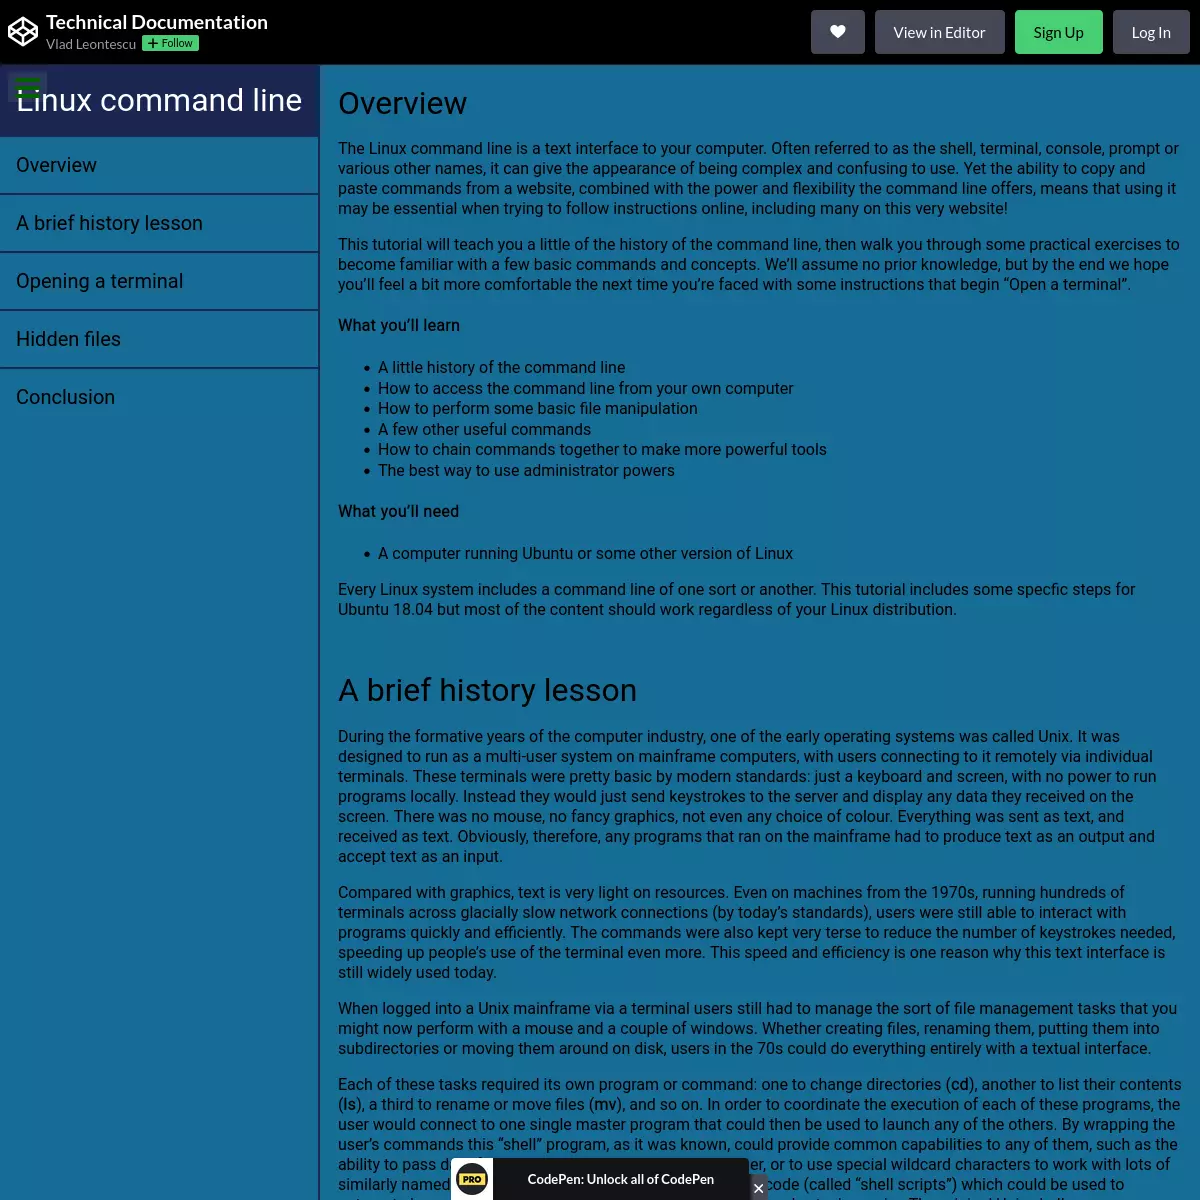 Technical Documentation
Vlad Leontescu
+ Follow
View in Editor
Sign Up
Log In
Linux command line
Overview
A brief history lesson
Opening a terminal
Hidden files
Conclusion
Overview
The Linux command line is a text interface to your computer. Often referred to as the shell, terminal, console, prompt or
various other names, it can give the appearance of being complex and confusing to use. Yet the ability to copy and
paste commands from a website, combined with the power and flexibility the command line offers, means that using it
may be essential when trying to follow instructions online, including many on this very website!
This tutorial will teach you a little of the history of the command line, then walk you through some practical exercises to
become familiar with a few basic commands and concepts. We’ll assume no prior knowledge, but by the end we hope
you’ll feel a bit more comfortable the next time you’re faced with some instructions that begin “Open a terminal”.
What you’ll learn
• A little history of the command line
• How to access the command line from your own computer
• How to perform some basic file manipulation
• A few other useful commands
• How to chain commands together to make more powerful tools
• The best way to use administrator powers
What you’ll need
• A computer running Ubuntu or some other version of Linux
Every Linux system includes a command line of one sort or another. This tutorial includes some specfic steps for
Ubuntu 18.04 but most of the content should work regardless of your Linux distribution.
A brief history lesson
During the formative years of the computer industry, one of the early operating systems was called Unix. It was
designed to run as a multi-user system on mainframe computers, with users connecting to it remotely via individual
terminals. These terminals were pretty basic by modern standards: just a keyboard and screen, with no power to run
programs locally. Instead they would just send keystrokes to the server and display any data they received on the
screen. There was no mouse, no fancy graphics, not even any choice of colour. Everything was sent as text, and
received as text. Obviously, therefore, any programs that ran on the mainframe had to produce text as an output and
accept text as an input.
Compared with graphics, text is very light on resources. Even on machines from the 1970s, running hundreds of
terminals across glacially slow network connections (by today’s standards), users were still able to interact with
programs quickly and efficiently. The commands were also kept very terse to reduce the number of keystrokes needed,
speeding up people’s use of the terminal even more. This speed and efficiency is one reason why this text interface is
still widely used today.
When logged into a Unix mainframe via a terminal users still had to manage the sort of file management tasks that you
might now perform with a mouse and a couple of windows. Whether creating files, renaming them, putting them into
subdirectories or moving them around on disk, users in the 70s could do everything entirely with a textual interface.
Each of these tasks required its own program or command: one to change directories (cd), another to list their contents
(ls), a third to rename or move files (mv), and so on. In order to coordinate the execution of each of these programs, the
user would connect to one single master program that could then be used to launch any of the others. By wrapping the
user’s commands this “shell” program, as it was known, could provide common capabilities to any of them, such as the
ability to pass er, or to use special wildcard characters to work with lots of
similarly named code (called “shell scripts”) which could be used to
PRO
CodePen: Unlock all of CodePen
×